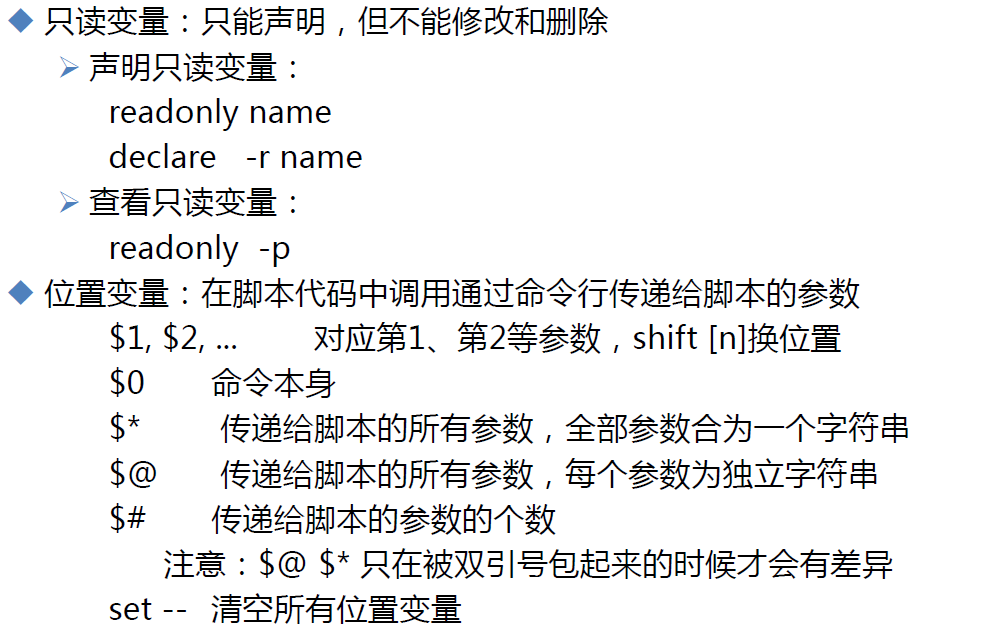 只读变量：只能声明，但不能修改和删除
声明只读变量：
readonly name
declare -r name
查看只读变量：
readonly -p
位置变量：在脚本代码中调用通过命令行传递给脚本的参数
$1, $2, ... 对应第1、第2等参数，shift [n]换位置
$0 命令本身
$* 传递给脚本的所有参数，全部参数合为一个字符串
$@ 传递给脚本的所有参数，每个参数为独立字符串
$# 传递给脚本的参数的个数
注意：$@ $* 只在被双引号包起来的时候才会有差异
set -- 清空所有位置变量